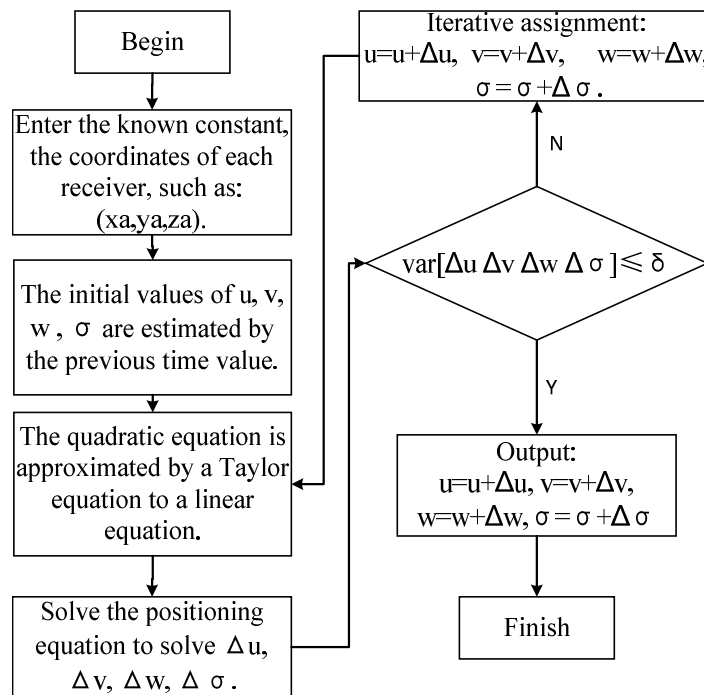 Begin
Enter the known constant,
the coordinates of each
receiver, such as:
(xa,ya,za).
The initial values of u, v,
w , σ are estimated by
the previous time value.
The quadratic equation is
approximated by a Taylor
equation to a linear
equation.
Solve the positioning
equation to solve Δu,
Δv, Δw, Δ σ.
Iterative assignment:
u=u+Δu, v=v+Δv, w=w+Δw,
σ=σ+Δ σ.
N
var[Δu Δv Δw Δ σ]≤ δ
Y
Output:
u=u+Δu, v=v+Δv,
w=w+Δw, σ=σ+Δ σ
Finish